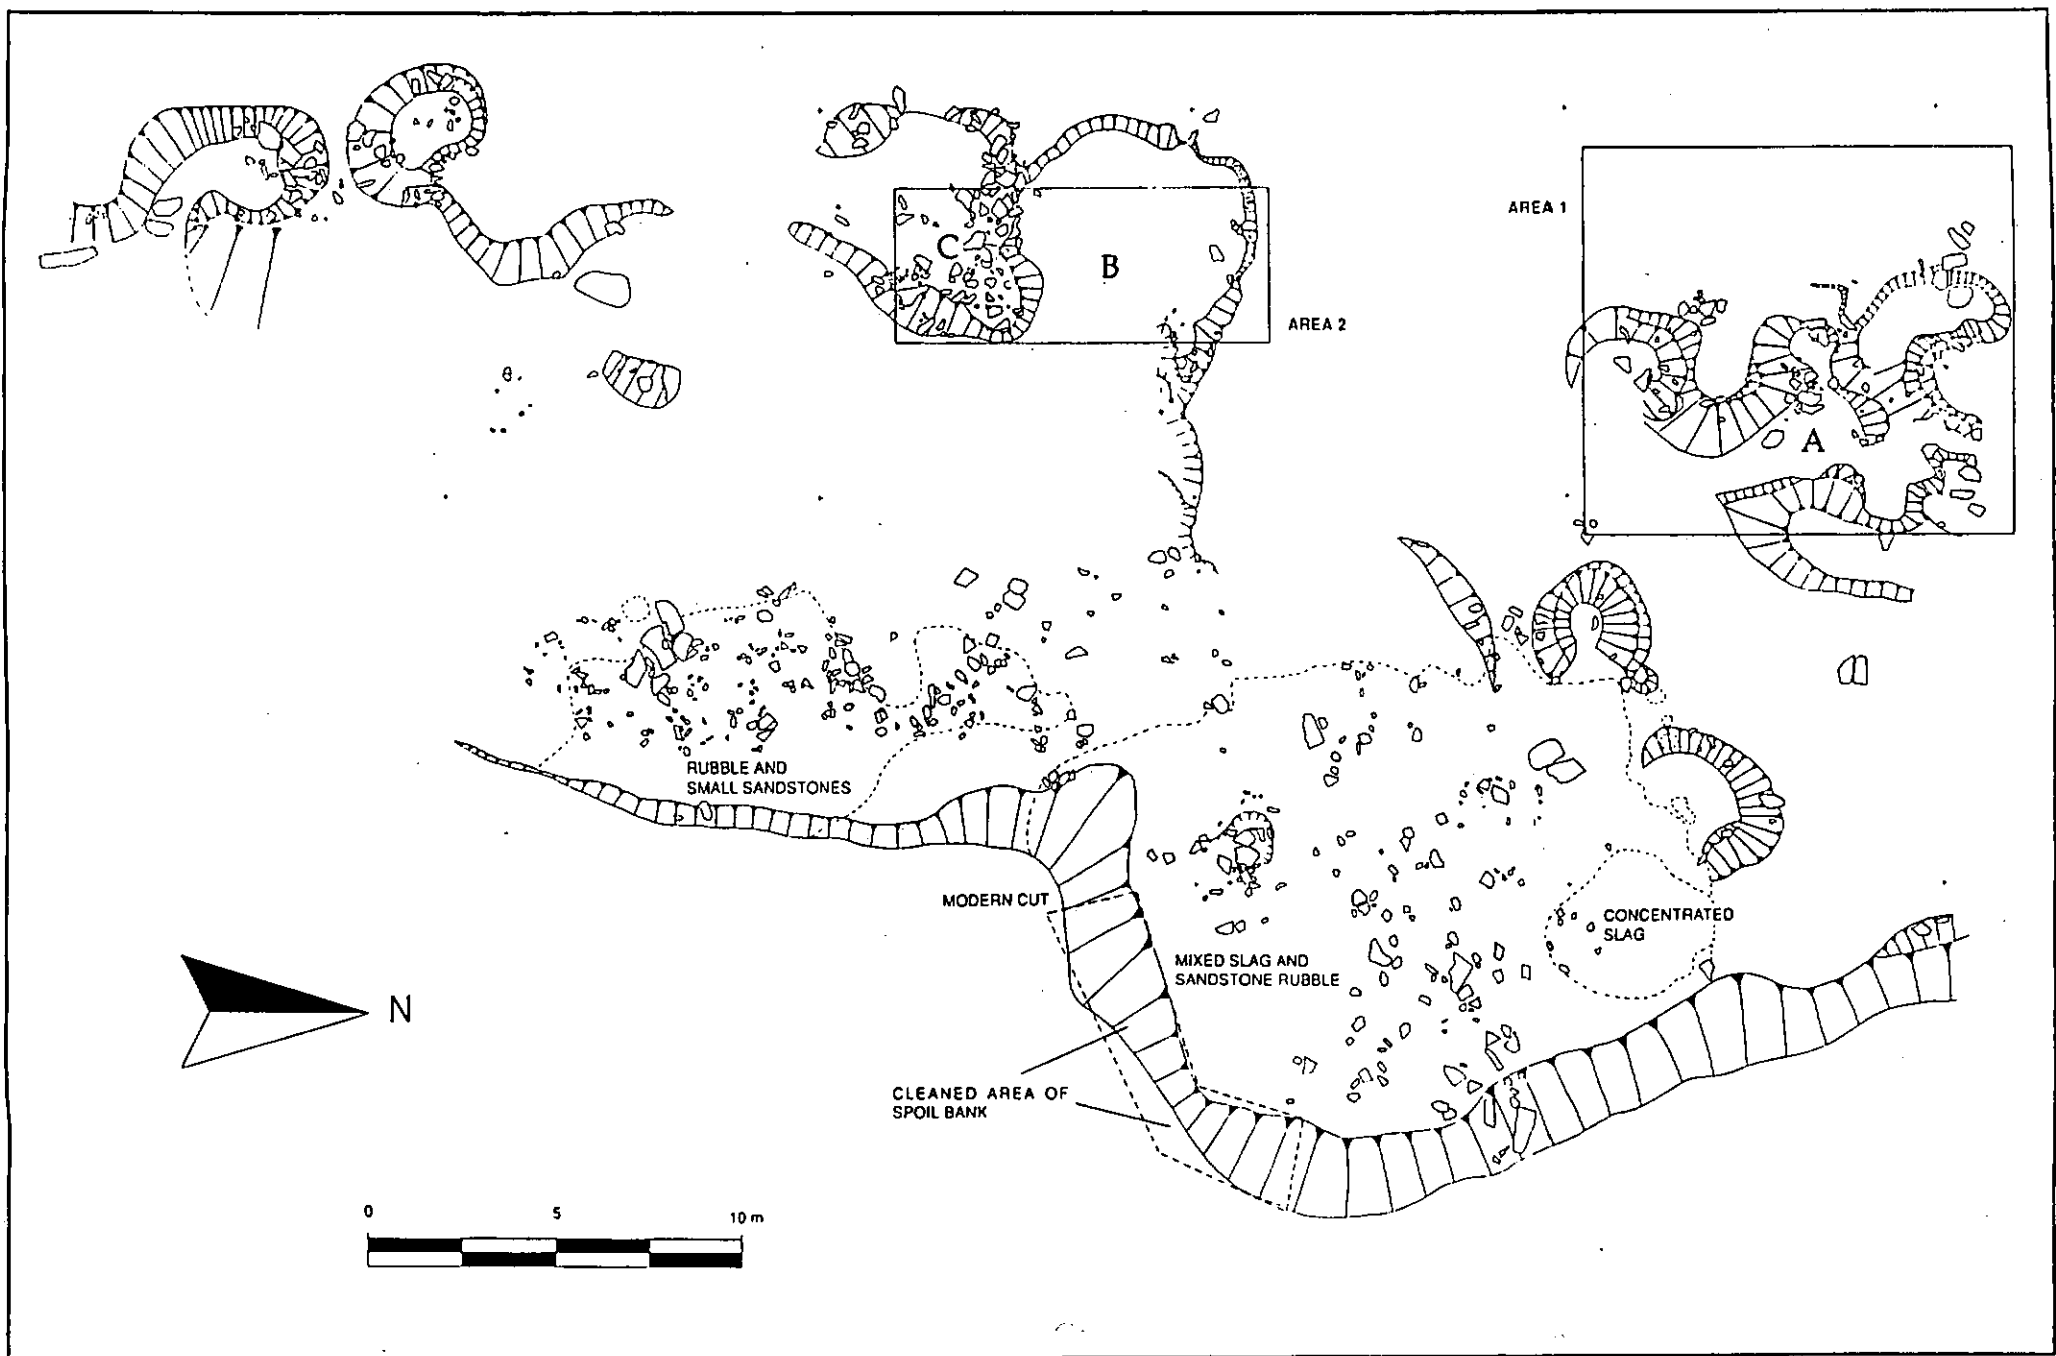 AREA 1
C
B
AREA 2
A
RUBBLE AND
SMALL SANDSTONES
MODERN CUT
CONCENTRATED
SLAG
MIXED SLAG AND
SANDSTONE RUBBLE
N
CLEANED AREA OF
SPOIL BANK
0 5 10 m